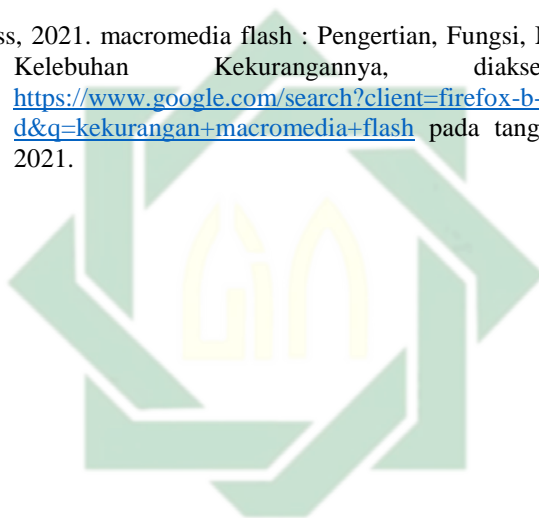 ss, 2021. macromedia flash : Pengertian, Fungsi,
Kelebuhan Kekurangannya, diakse
https://www.google.com/search?client=firefox-b-
d&q=kekurangan+macromedia+flash pada tang
2021.